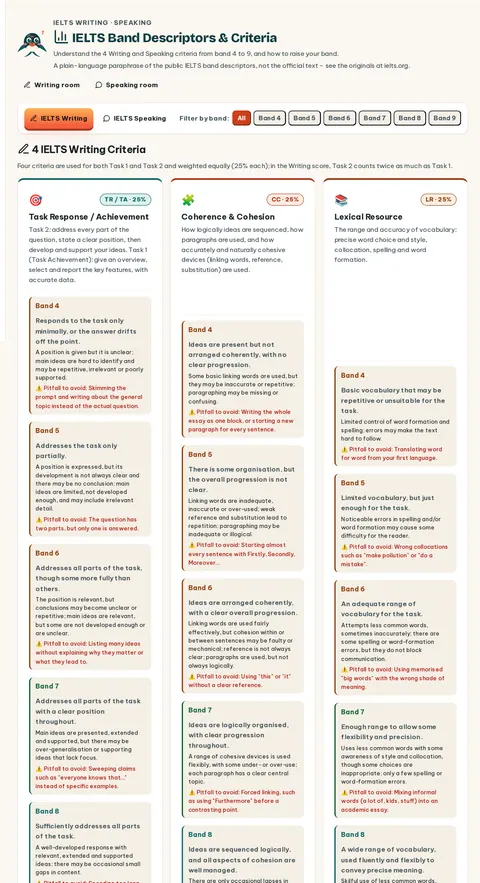 IELTS WRITING · SPEAKING
IELTS Band Descriptors & Criteria
Understand the 4 Writing and Speaking criteria from band 4 to 9, and how to raise your band.
A plain-language paraphrase of the public IELTS band descriptors, not the official text – see the originals at ielts.org.
Writing room
Speaking room
IELTS Writing
IELTS Speaking
Filter by band:
All
Band 4
Band 5
Band 6
Band 7
Band 8
Band 9
4 IELTS Writing Criteria
Four criteria are used for both Task 1 and Task 2 and weighted equally (25% each); in the Writing score, Task 2 counts twice as much as Task 1.
TR / TA · 25%
Task Response / Achievement
Task 2: address every part of the
question, state a clear position, then
develop and support your ideas. Task 1
(Task Achievement): give an overview,
select and report the key features, with
accurate data.
Band 4
Responds to the task only
minimally, or the answer drifts
off the point.
A position is given but it is unclear;
main ideas are hard to identify and
may be repetitive, irrelevant or poorly
supported.
⚠️ Pitfall to avoid: Skimming the
prompt and writing about the general
topic instead of the actual question.
Band 5
Addresses the task only
partially.
A position is expressed, but its
development is not always clear and
there may be no conclusion; main
ideas are limited, not developed
enough, and may include irrelevant
detail.
⚠️ Pitfall to avoid: The question has
two parts, but only one is answered.
Band 6
Addresses all parts of the task,
though some more fully than
others.
The position is relevant, but
conclusions may become unclear or
repetitive; main ideas are relevant,
but some are not developed enough or
are unclear.
⚠️ Pitfall to avoid: Listing many ideas
without explaining why they matter or
what they lead to.
Band 7
Addresses all parts of the task
with a clear position
throughout.
Main ideas are presented, extended
and supported, but there may be
over-generalisation or supporting
ideas that lack focus.
⚠️ Pitfall to avoid: Sweeping claims
such as "everyone knows that..."
instead of specific examples.
Band 8
Sufficiently addresses all parts
of the task.
A well-developed response with
relevant, extended and supported
ideas; there may be occasional small
gaps in content.
CC · 25%
Coherence & Cohesion
How logically ideas are sequenced, how
paragraphs are used, and how
accurately and naturally cohesive
devices (linking words, reference,
substitution) are used.
Band 4
Ideas are present but not
arranged coherently, with no
clear progression.
Some basic linking words are used, but
they may be inaccurate or repetitive;
paragraphing may be missing or
confusing.
⚠️ Pitfall to avoid: Writing the whole
essay as one block, or starting a new
paragraph for every sentence.
Band 5
There is some organisation, but
the overall progression is not
clear.
Linking words are inadequate,
inaccurate or over-used; weak
reference and substitution lead to
repetition; paragraphing may be
inadequate or illogical.
⚠️ Pitfall to avoid: Starting almost
every sentence with Firstly, Secondly,
Moreover...
Band 6
Ideas are arranged coherently,
with a clear overall progression.
Linking words are used fairly
effectively, but cohesion within or
between sentences may be faulty or
mechanical; reference is not always
clear; paragraphs are used, but not
always logically.
⚠️ Pitfall to avoid: Using "this" or "it"
without a clear reference.
Band 7
Ideas are logically organised,
with clear progression
throughout.
A range of cohesive devices is used
flexibly, with some under- or over-use;
each paragraph has a clear central
topic.
⚠️ Pitfall to avoid: Forced linking, such
as using "Furthermore" before a
contrasting point.
Band 8
Ideas are sequenced logically,
and all aspects of cohesion are
well managed.
There are only occasional lapses in
LR · 25%
Lexical Resource
The range and accuracy of vocabulary:
precise word choice and style,
collocation, spelling and word
formation.
Band 4
Basic vocabulary that may be
repetitive or unsuitable for the
task.
Limited control of word formation and
spelling; errors may make the text
hard to follow.
⚠️ Pitfall to avoid: Translating word
for word from your first language.
Band 5
Limited vocabulary, but just
enough for the task.
Noticeable errors in spelling and/or
word formation may cause some
difficulty for the reader.
⚠️ Pitfall to avoid: Wrong collocations
such as "make pollution" or "do a
mistake".
Band 6
An adequate range of
vocabulary for the task.
Attempts less common words,
sometimes inaccurately; there are
some spelling or word-formation
errors, but they do not block
communication.
⚠️ Pitfall to avoid: Using memorised
"big words" with the wrong shade of
meaning.
Band 7
Enough range to allow some
flexibility and precision.
Uses less common words with some
awareness of style and collocation,
though some choices are
inappropriate; only a few spelling or
word-formation errors.
⚠️ Pitfall to avoid: Mixing informal
words (a lot of, kids, stuff) into an
academic essay.
Band 8
A wide range of vocabulary,
used fluently and flexibly to
convey precise meaning.
Skilful use of less common words,